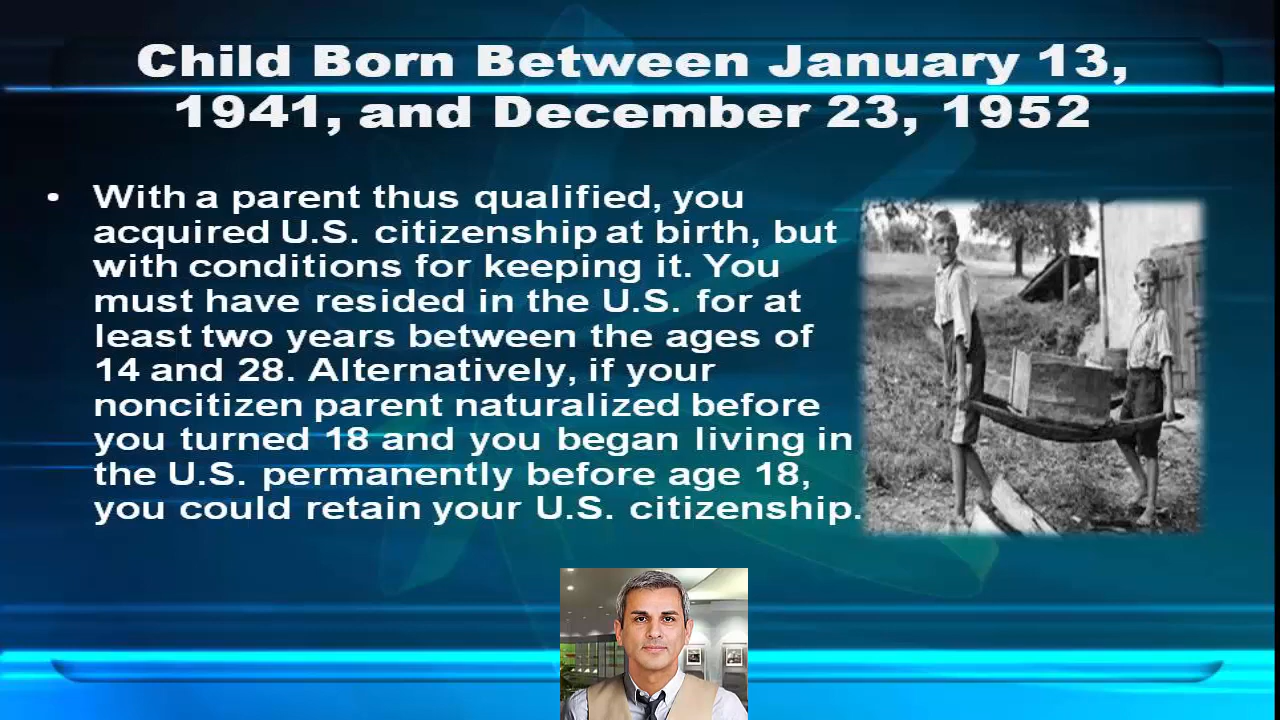 Child Born Between January 13,
1941, and December 23, 1952
• With a parent thus qualified, you
acquired U.S. citizenship at birth, but
with conditions for keeping it. You
must have resided in the U.S. for at
least two years between the ages of
14 and 28. Alternatively, if your
noncitizen parent naturalized before
you turned 18 and you began living in
the U.S. permanently before age 18,
you could retain your U.S. citizenship.